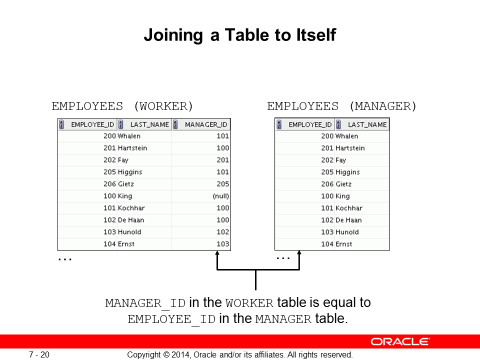 Joining a Table to Itself
EMPLOYEES (WORKER)
EMPLOYEES (MANAGER)
EMPLOYEE_ID LAST_NAME MANAGER_ID
200 Whalen 101
201 Hartstein 100
202 Fay 201
205 Higgins 101
206 Gietz 205
100 King (null)
101 Kochhar 100
102 De Haan 100
103 Hunold 102
104 Ernst 103
…
EMPLOYEE_ID LAST_NAME
200 Whalen
201 Hartstein
202 Fay
205 Higgins
206 Gietz
100 King
101 Kochhar
102 De Haan
103 Hunold
104 Ernst
…
MANAGER_ID in the WORKER table is equal to
EMPLOYEE_ID in the MANAGER table.
ORACLE
7 - 20 Copyright © 2014, Oracle and/or its affiliates. All rights reserved.